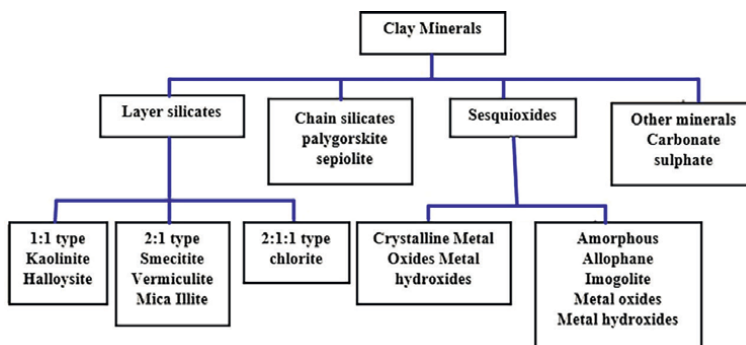 Clay Minerals
Layer silicates
Chain silicates
palygorskite
sepiolite
Sesquioxides
Other minerals
Carbonate
sulphate
1:1 type
Kaolinite
Halloysite
2:1 type
Smecitite
Vermiculite
Mica Illite
2:1:1 type
chlorite
Crystalline Metal
Oxides Metal
hydroxides
Amorphous
Allophane
Imogolite
Metal oxides
Metal hydroxides